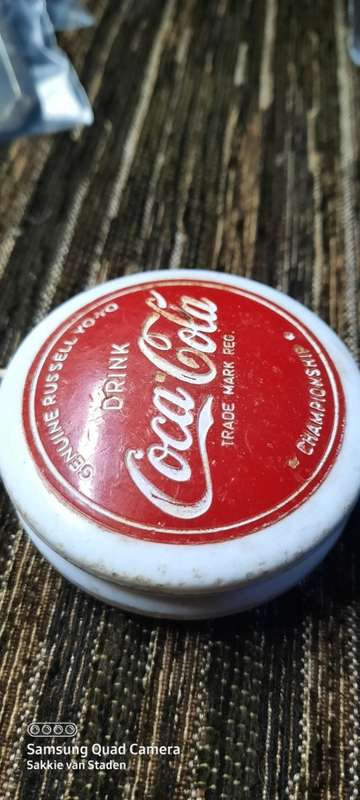 GENUINE RUSSELL YO-YO
DRINK
Coca-Cola
TRADE MARK REG.
CHAMPIONSHIP
Samsung Quad Camera
Sakkie van Staden